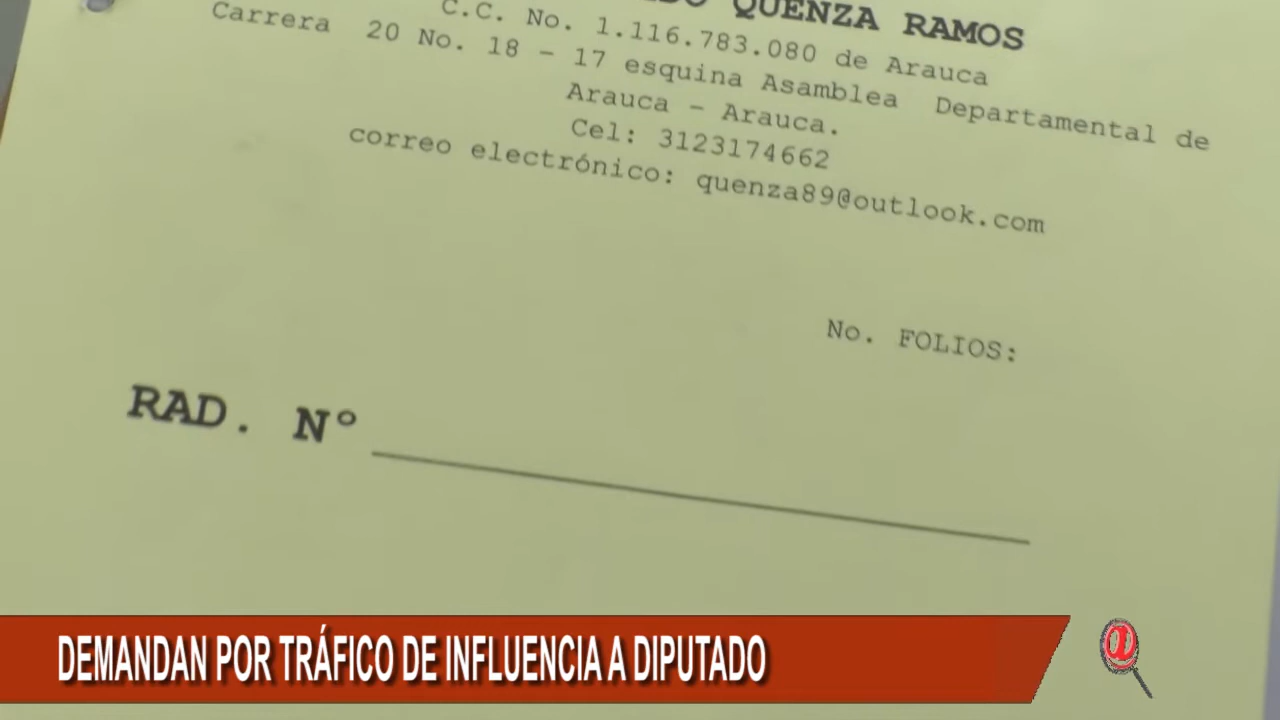 QUENZA RAMOS
C.C. No. 1.116.783.080 de Arauca
Carrera 20 No. 18 - 17 esquina Asamblea Departamental de
Arauca - Arauca.
Cel: 3123174662
correo electrónico: quenza89@outlook.com
No. FOLIOS:
RAD. Nº
DEMANDAN POR TRÁFICO DE INFLUENCIA A DIPUTADO